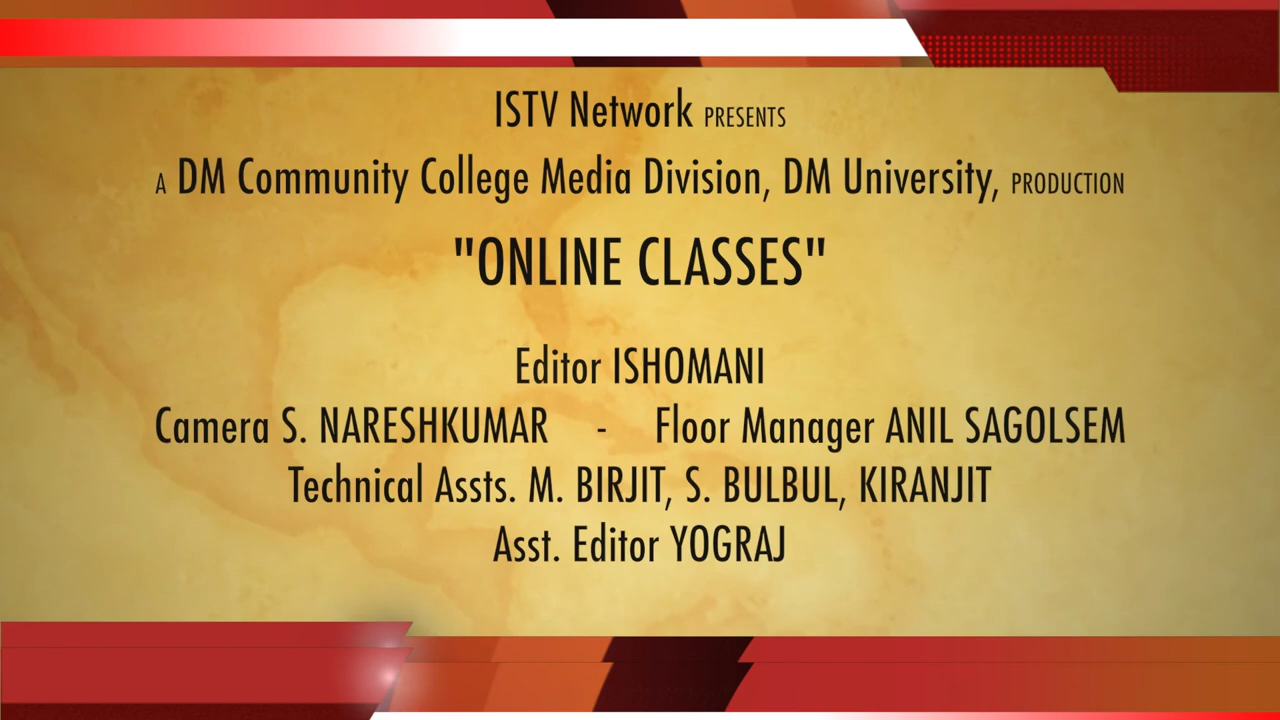 ISTV Network PRESENTS
A DM Community College Media Division, DM University, PRODUCTION
"ONLINE CLASSES"
Editor ISHOMANI
Camera S. NARESHKUMAR - Floor Manager ANIL SAGOLSEM
Technical Assts. M. BIRJIT, S. BULBUL, KIRANJIT
Asst. Editor YOGRAJ